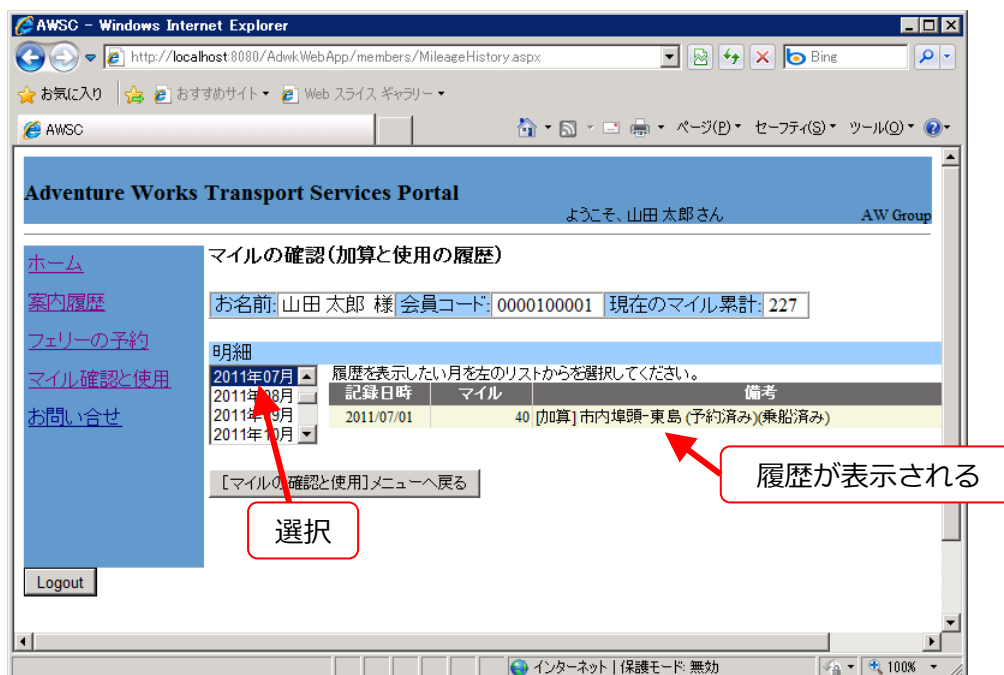 AWSC - Windows Internet Explorer
http://localhost:8080/AdwkWebApp/members/MileageHistory.aspx
Bing
お気に入り おすすめサイト Web スライス ギャラリー
AWSC
ページ(P) セーフティ(S) ツール(O)
Adventure Works Transport Services Portal
ようこそ、山田 太郎 さん
AW Group
ホーム
案内履歴
フェリーの予約
マイル確認と使用
お問い合せ
Logout
マイルの確認(加算と使用の履歴)
お名前: 山田 太郎 様 会員コード: 0000100001 現在のマイル累計: 227
明細
2011年07月
2011年08月
2011年09月
2011年10月
履歴を表示したい月を左のリストからを選択してください。
記録日時 マイル 備考
2011/07/01 40 [加算] 市内埠頭-東島 (予約済み)(乗船済み)
[マイルの確認と使用]メニューへ戻る
選択
履歴が表示される
インターネット | 保護モード: 無効
100%